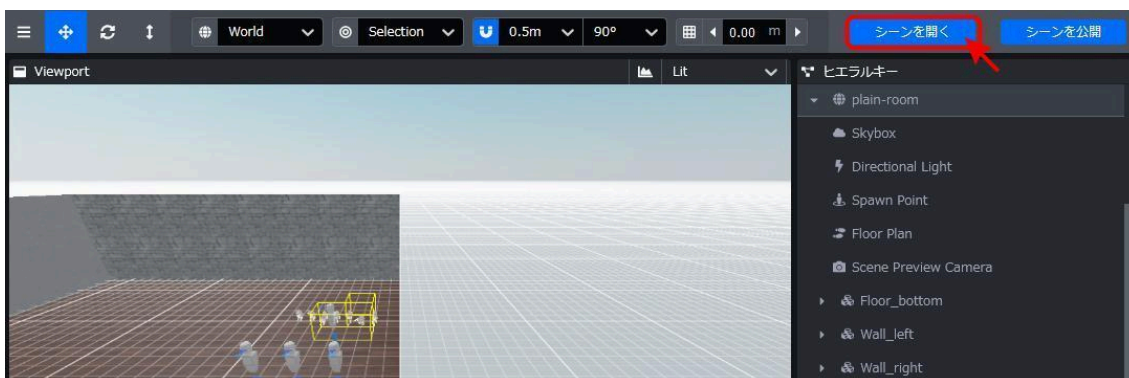 World Selection 0.5m 90° 0.00 m シーンを開く シーンを公開
Viewport Lit ヒエラルキー
plain-room
Skybox
Directional Light
Spawn Point
Floor Plan
Scene Preview Camera
Floor_bottom
Wall_left
Wall_right